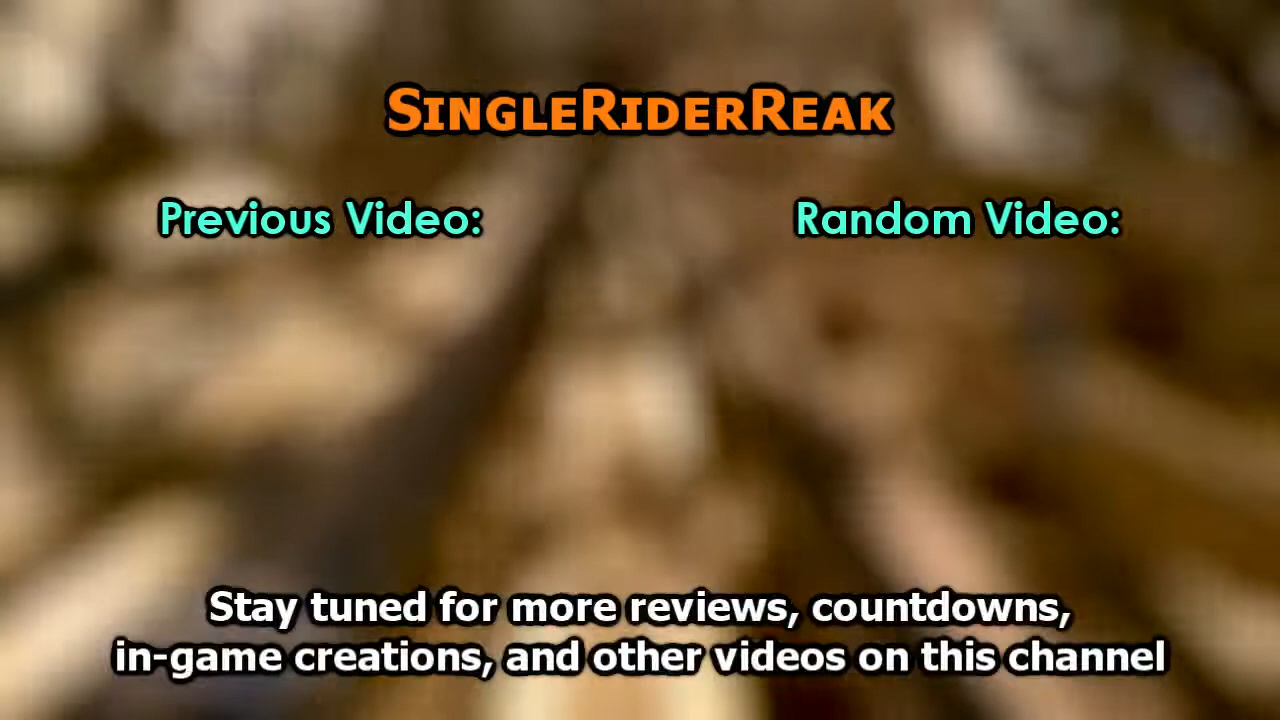 SingleRiderReak
Previous Video:
Random Video:
Stay tuned for more reviews, countdowns,
in-game creations, and other videos on this channel